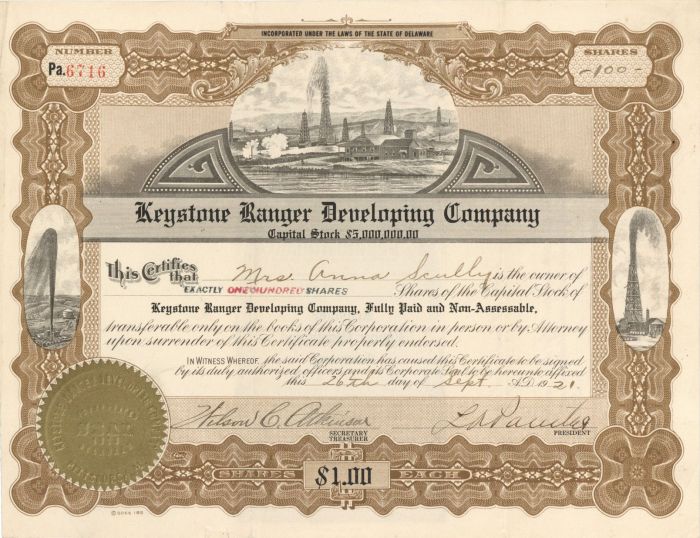 INCORPORATED UNDER THE LAWS OF THE STATE OF DELAWARE
NUMBER
Pa.6716
SHARES
-100-
Keystone Ranger Developing Company
Capital Stock $5,000,000.00
This Certifies that Mrs. Anna Scully is the owner of
EXACTLY ONE HUNDRED SHARES Shares of the Capital Stock of
Keystone Ranger Developing Company, Fully Paid and Non-Assessable,
transferable only on the books of this Corporation in person or by Attorney
upon surrender of this Certificate properly endorsed.
IN WITNESS WHEREOF, the said Corporation has caused this Certificate to be signed
by its duly authorized officers and its Corporate Seal to be hereunto affixed
this 26th day of Sept. A.D. 1921.
Wilson C. Atkinson
SECRETARY
TREASURER
PRESIDENT
SHARES $1.00 EACH